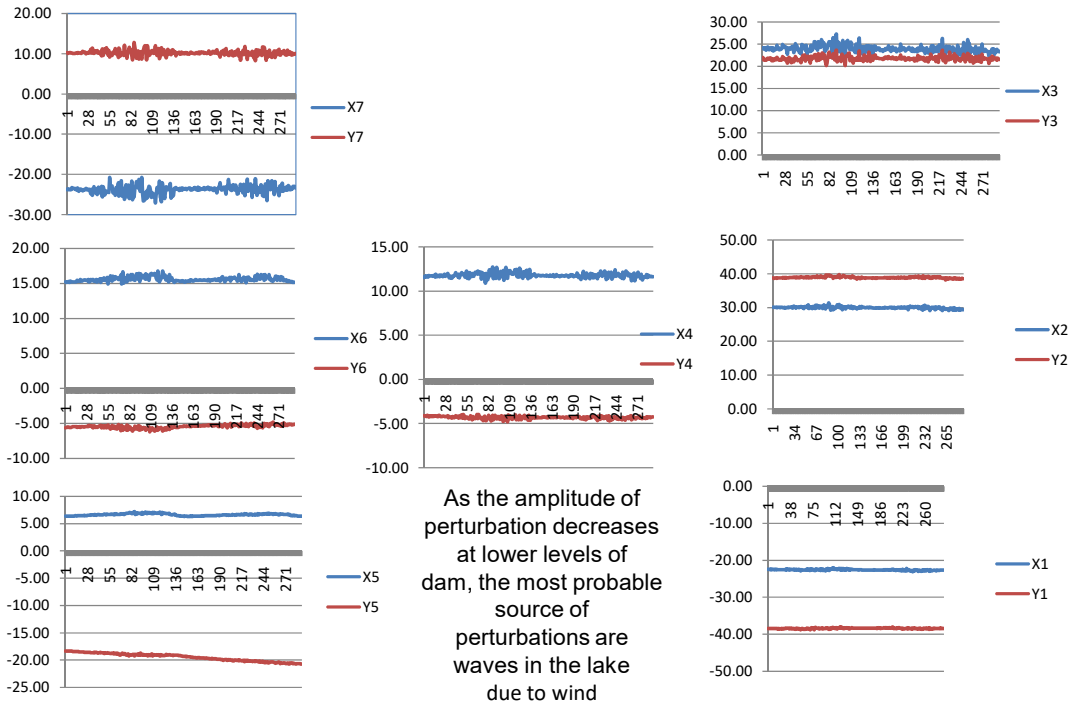 20.00
10.00
0.00
-10.00
-20.00
-30.00
1 28 55 82 109 136 163 190 217 244 271
X7
Y7
30.00
25.00
20.00
15.00
10.00
5.00
0.00
1 28 55 82 109 136 163 190 217 244 271
X3
Y3
20.00
15.00
10.00
5.00
0.00
-5.00
-10.00
1 28 55 82 109 136 163 190 217 244 271
X6
Y6
15.00
10.00
5.00
0.00
-5.00
-10.00
1 28 55 82 109 136 163 190 217 244 271
X4
Y4
50.00
40.00
30.00
20.00
10.00
0.00
1 34 67 100 133 166 199 232 265
X2
Y2
10.00
5.00
0.00
-5.00
-10.00
-15.00
-20.00
-25.00
1 28 55 82 109 136 163 190 217 244 271
X5
Y5
As the amplitude of
perturbation decreases
at lower levels of
dam, the most probable
source of
perturbations are
waves in the lake
due to wind
0.00
-10.00
-20.00
-30.00
-40.00
-50.00
1 38 75 112 149 186 223 260
X1
Y1